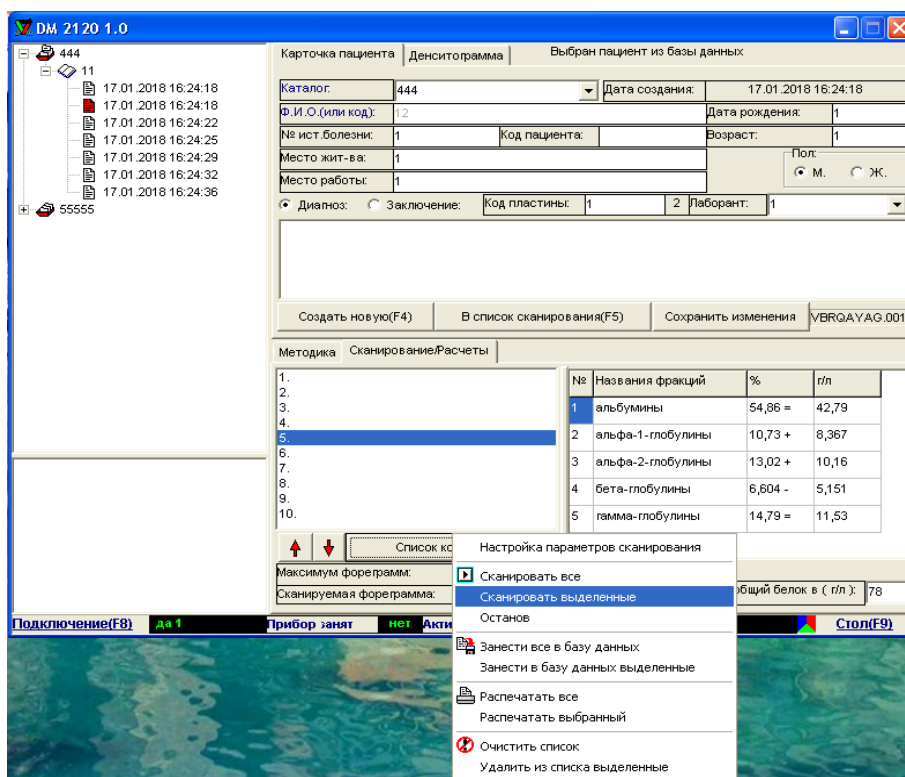 DM 2120 1.0
444
11
17.01.2018 16:24:18
17.01.2018 16:24:18
17.01.2018 16:24:22
17.01.2018 16:24:25
17.01.2018 16:24:29
17.01.2018 16:24:32
17.01.2018 16:24:36
55555
Карточка пациента Денситограмма Выбран пациент из базы данных
Каталог: 444 Дата создания: 17.01.2018 16:24:18
Ф.И.О.(или код): 12 Дата рождения: 1
№ ист.болезни: 1 Код пациента: Возраст: 1
Место жит-ва: 1 Пол:
М. Ж.
Место работы: 1
Диагноз: Заключение: Код пластины: 1 2 Лаборант: 1
Создать новую(F4) В список сканирования(F5) Сохранить изменения VBRQAYAG.001
Методика Сканирование/Расчеты
1.
2.
3.
4.
5.
6.
7.
8.
9.
10.
№ Названия фракций % г/л
1 альбумины 54,86 = 42,79
2 альфа-1-глобулины 10,73 + 8,367
3 альфа-2-глобулины 13,02 + 10,16
4 бета-глобулины 6,604 - 5,151
5 гамма-глобулины 14,79 = 11,53
Список ко
Максимум фореграмм:
Сканируемая фореграмма:
общий белок в ( г/л ): 78
Настройка параметров сканирования
Сканировать все
Сканировать выделенные
Останов
Занести все в базу данных
Занести в базу данных выделенные
Распечатать все
Распечатать выбранный
Очистить список
Удалить из списка выделенные
Подключение(F8) да 1 Прибор занят нет Акти Стол(F9)